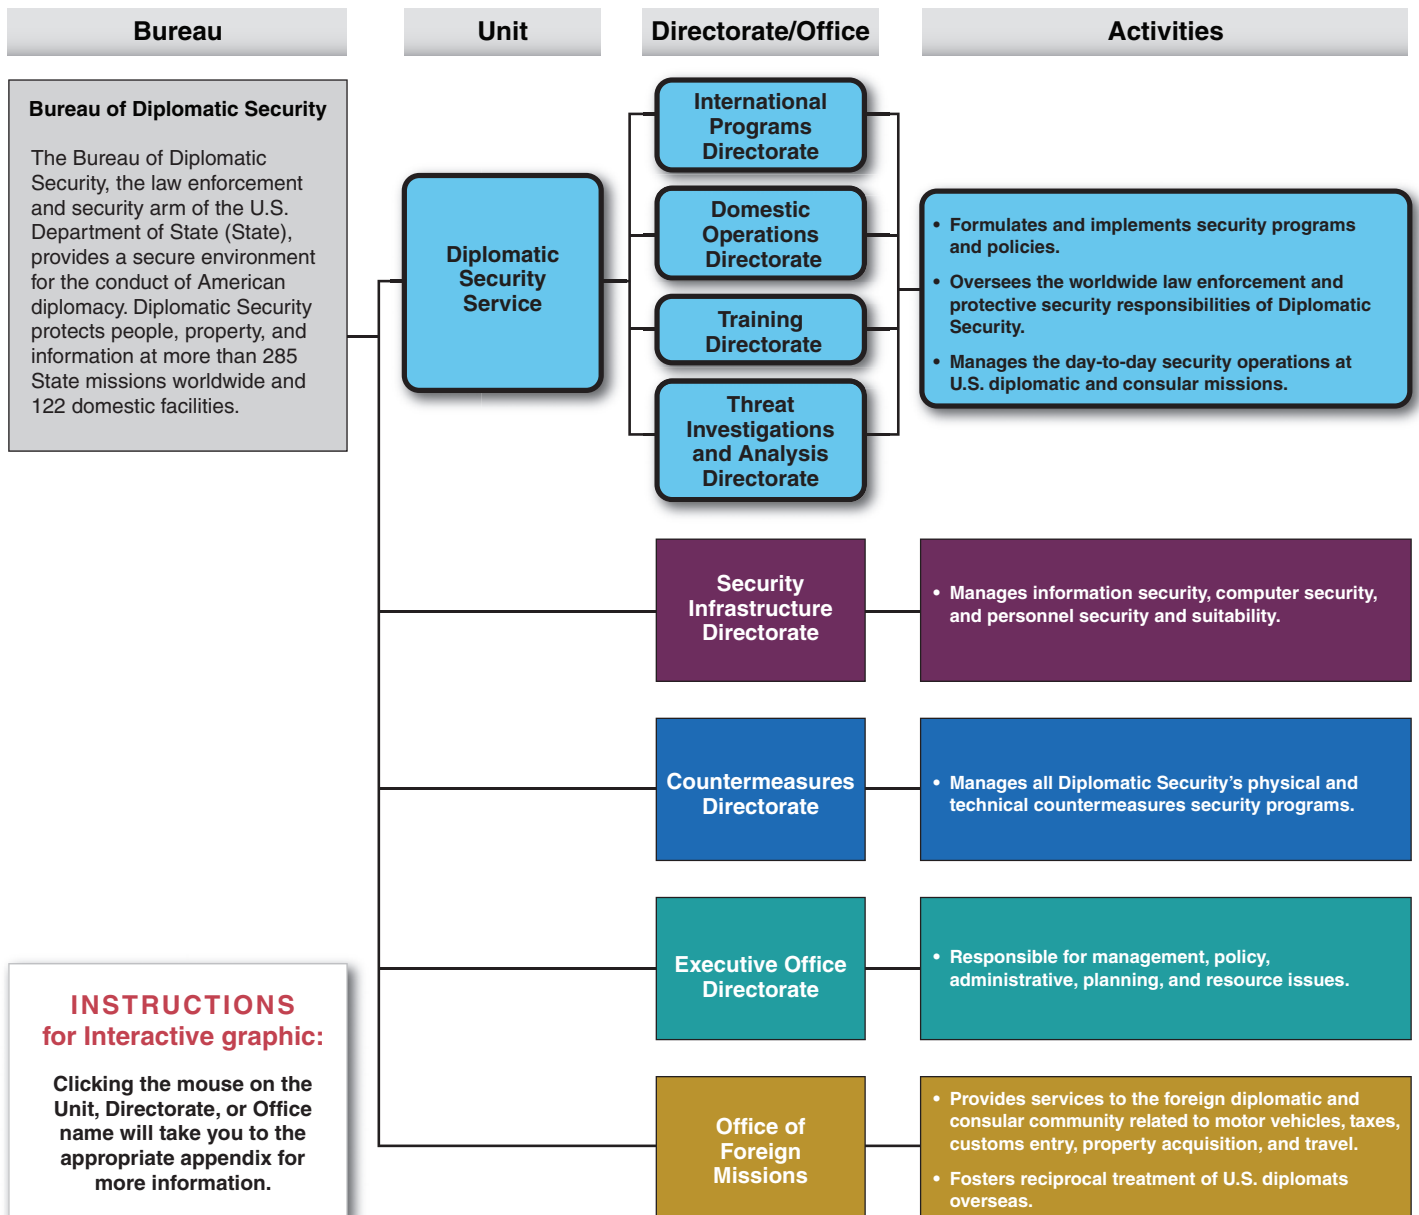 Bureau
Unit
Directorate/Office
Activities
Bureau of Diplomatic Security
The Bureau of Diplomatic
Security, the law enforcement
and security arm of the U.S.
Department of State (State),
provides a secure environment
for the conduct of American
diplomacy. Diplomatic Security
protects people, property, and
information at more than 285
State missions worldwide and
122 domestic facilities.
Diplomatic
Security
Service
International
Programs
Directorate
Domestic
Operations
Directorate
Training
Directorate
Threat
Investigations
and Analysis
Directorate
• Formulates and implements security programs
and policies.
• Oversees the worldwide law enforcement and
protective security responsibilities of Diplomatic
Security.
• Manages the day-to-day security operations at
U.S. diplomatic and consular missions.
Security
Infrastructure
Directorate
• Manages information security, computer security,
and personnel security and suitability.
Countermeasures
Directorate
• Manages all Diplomatic Security's physical and
technical countermeasures security programs.
Executive Office
Directorate
• Responsible for management, policy,
administrative, planning, and resource issues.
Office of
Foreign
Missions
• Provides services to the foreign diplomatic and
consular community related to motor vehicles, taxes,
customs entry, property acquisition, and travel.
• Fosters reciprocal treatment of U.S. diplomats
overseas.
INSTRUCTIONS
for Interactive graphic:
Clicking the mouse on the
Unit, Directorate, or Office
name will take you to the
appropriate appendix for
more information.